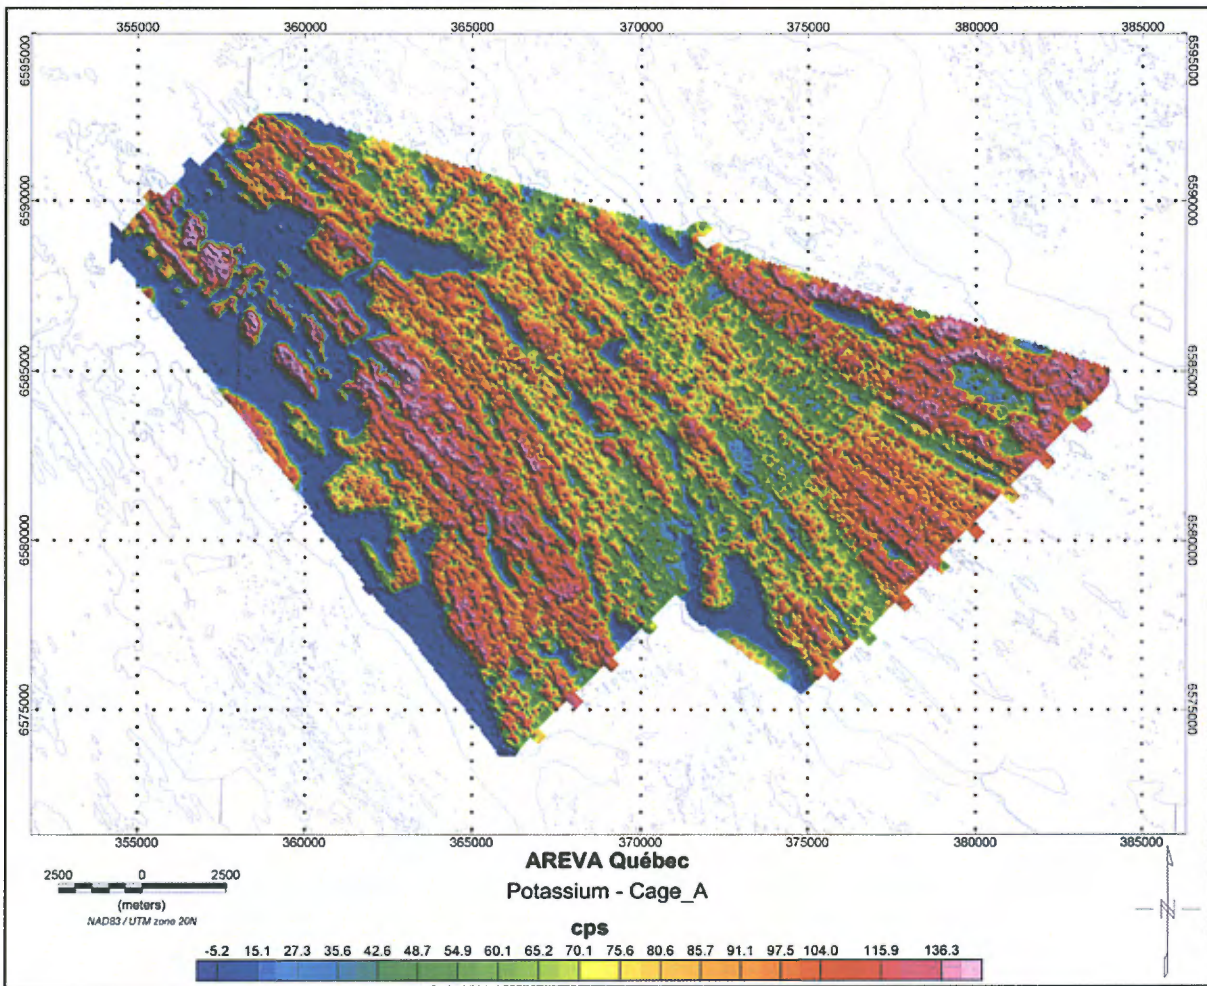 355000 360000 365000 370000 375000 380000 385000
6595000 6595000
6590000 6590000
6585000 6585000
6580000 6580000
6575000 6575000
355000 360000 365000 370000 375000 380000 385000
AREVA Québec
2500 0 2500
Potassium - Cage_A
(meters)
NAD83 / UTM zone 20N
N
cps
-5.2 15.1 27.3 35.6 42.6 48.7 54.9 60.1 65.2 70.1 75.6 80.6 85.7 91.1 97.5 104.0 115.9 136.3